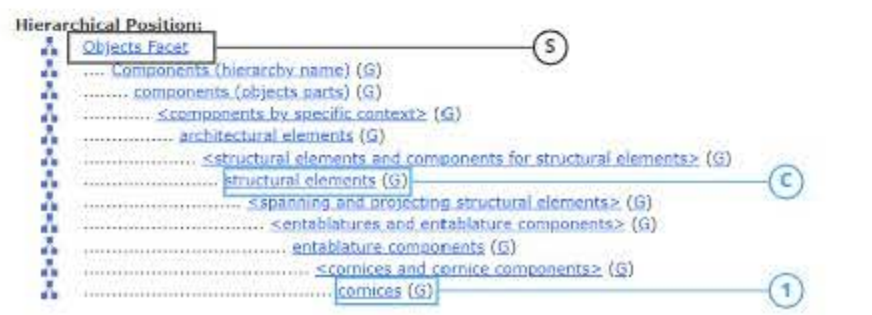 Hierarchical Position:
Objects Facet S
.... Components (hierarchy name) (G)
........ components (objects parts) (G)
............ <components by specific context> (G)
................ architectural elements (G)
.................... <structural elements and components for structural elements> (G)
........................ structural elements (G) C
............................ <spanning and projecting structural elements> (G)
................................ <entablatures and entablature components> (G)
.................................... entablature components (G)
........................................ <cornices and cornice components> (G)
............................................ cornices (G) 1